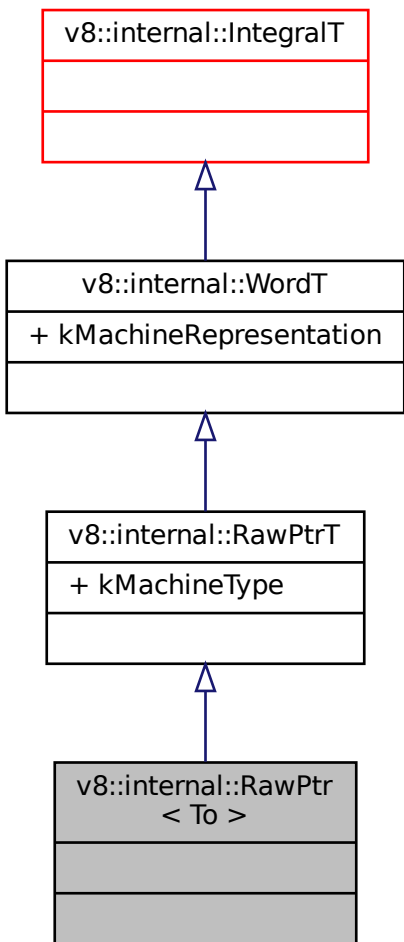 v8::internal::IntegralT
v8::internal::WordT
+ kMachineRepresentation
v8::internal::RawPtrT
+ kMachineType
v8::internal::RawPtr
< To >